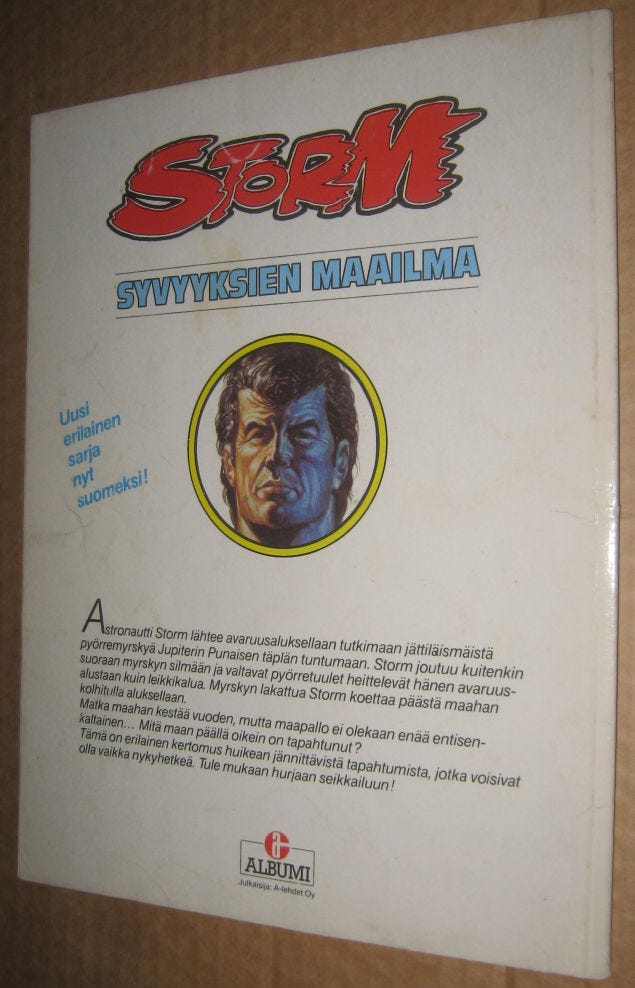 STORM
SYVYYKSIEN MAAILMA
Uusi
erilainen
sarja
nyt
suomeksi!
Astronautti Storm lähtee avaruusaluksellaan tutkimaan jättiläismäistä
pyörremyrskyä Jupiterin Punaisen täplän tuntumaan. Storm joutuu kuitenkin
suoraan myrskyn silmään ja valtavat pyörretuulet heittelevät hänen avaruus-
alustaan kuin leikkikalua. Myrskyn lakattua Storm koettaa päästä maahan
kolhitulla aluksellaan.
Matka maahan kestää vuoden, mutta maapallo ei olekaan enää entisen-
kaltainen... Mitä maan päällä oikein on tapahtunut?
Tämä on erilainen kertomus huikean jännittävistä tapahtumista, jotka voisivat
olla vaikka nykyhetkeä. Tule mukaan hurjaan seikkailuun!
a
ALBUMI
Julkaisija: A-lehdet Oy